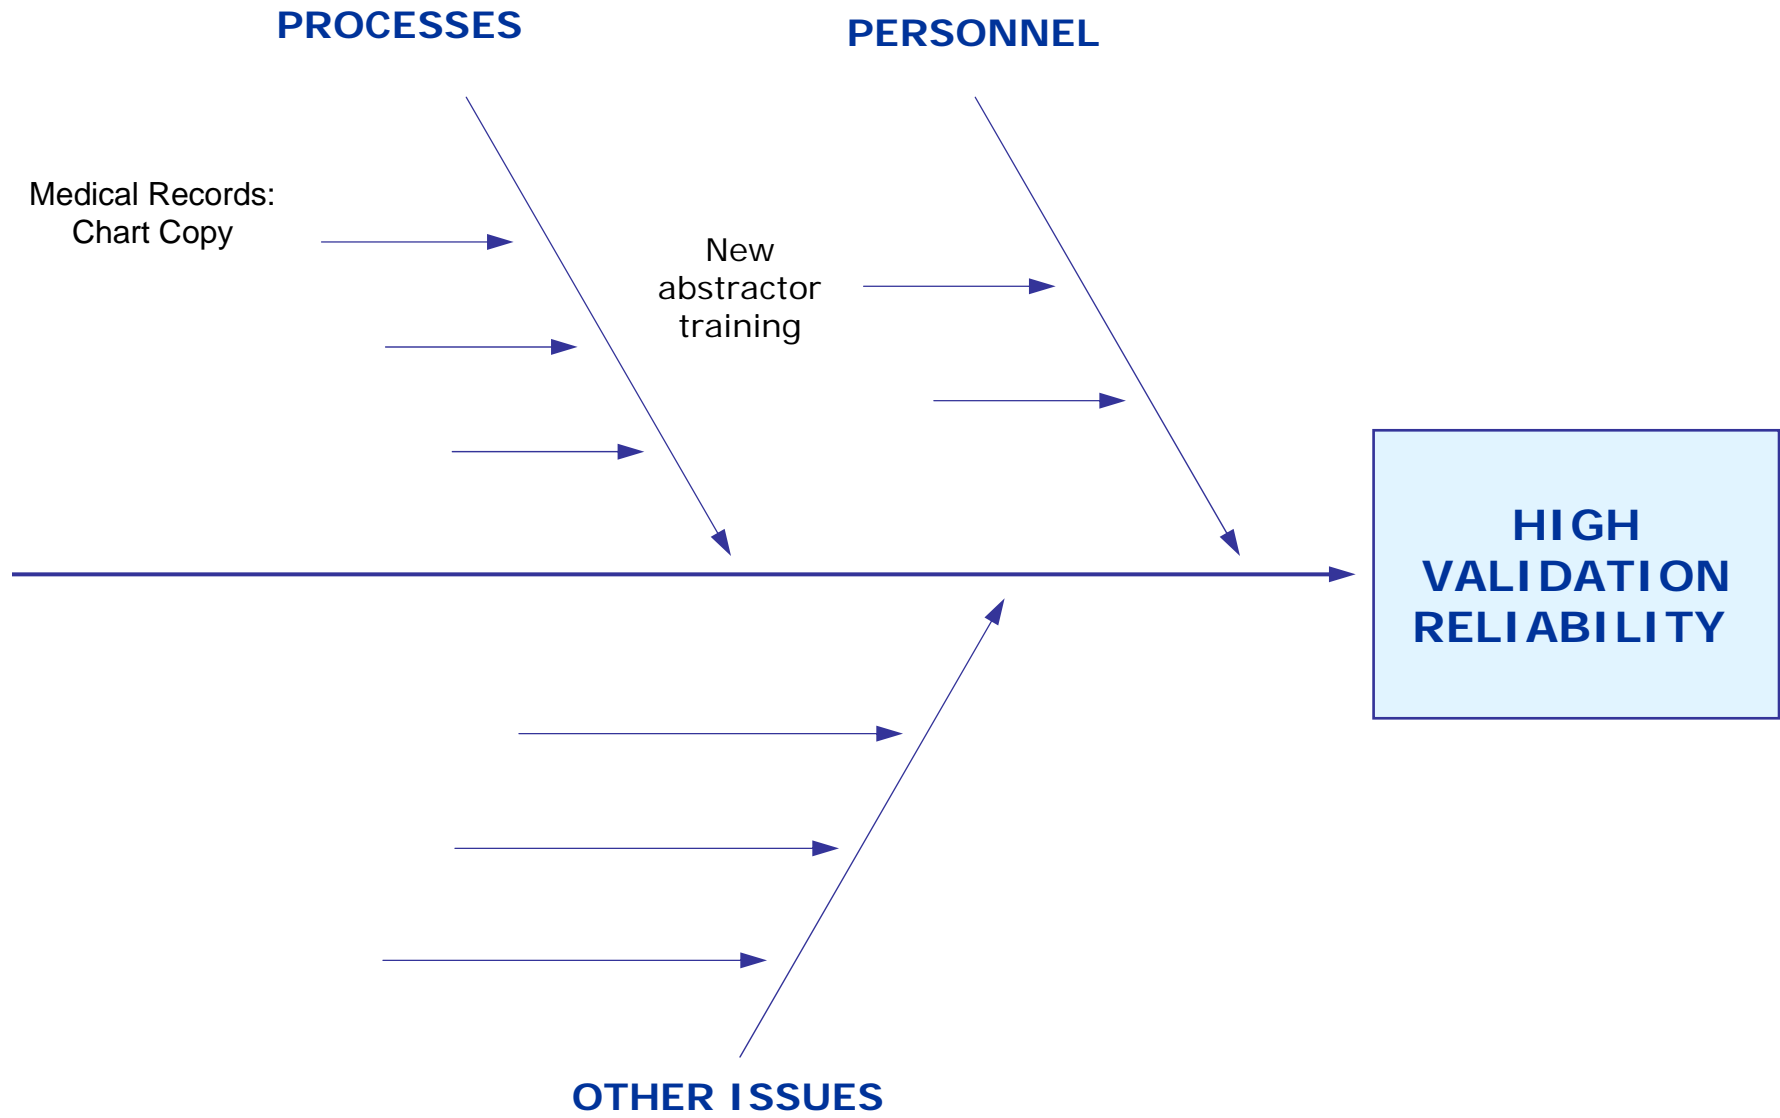 PROCESSES
PERSONNEL
Medical Records:
Chart Copy
New
abstractor
training
HIGH
VALIDATION
RELIABILITY
OTHER ISSUES